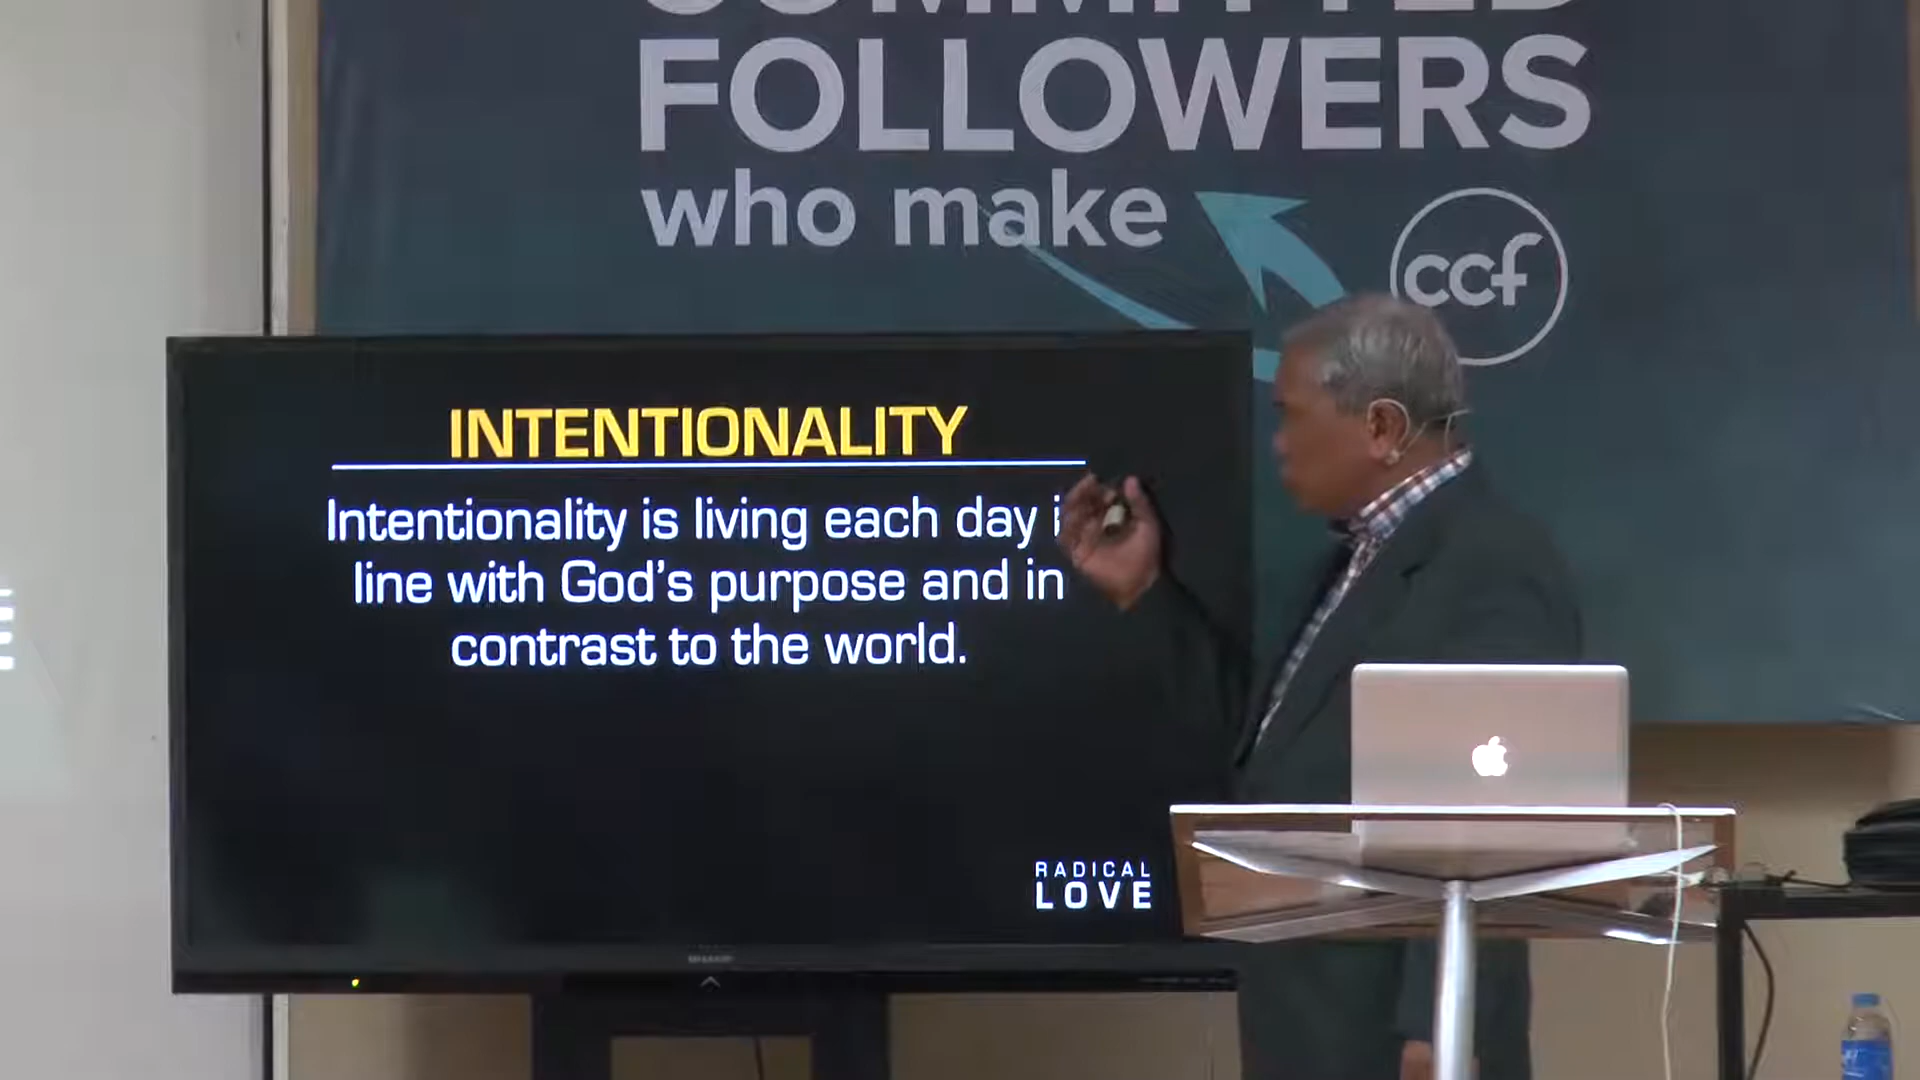 COMMITTED
FOLLOWERS
who make
ccf
INTENTIONALITY
Intentionality is living each day i
line with God's purpose and in
contrast to the world.
RADICAL
LOVE